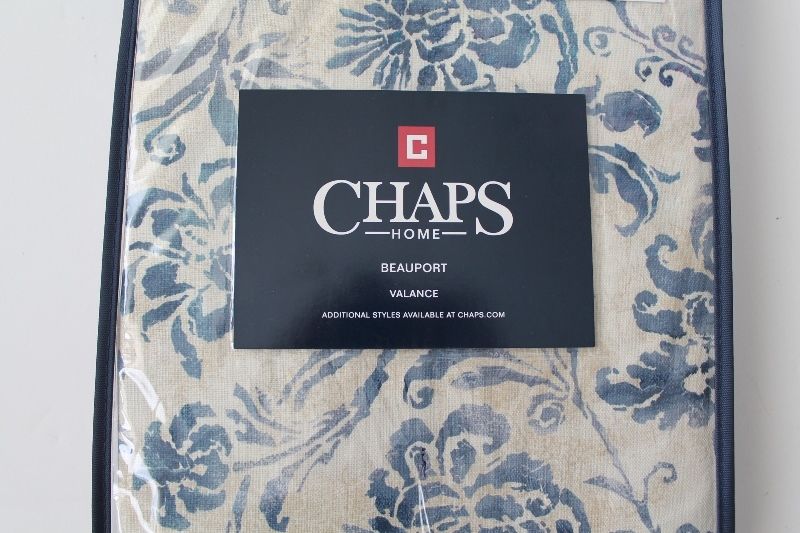 C
CHAPS
HOME
BEAUPORT
VALANCE
ADDITIONAL STYLES AVAILABLE AT CHAPS.COM